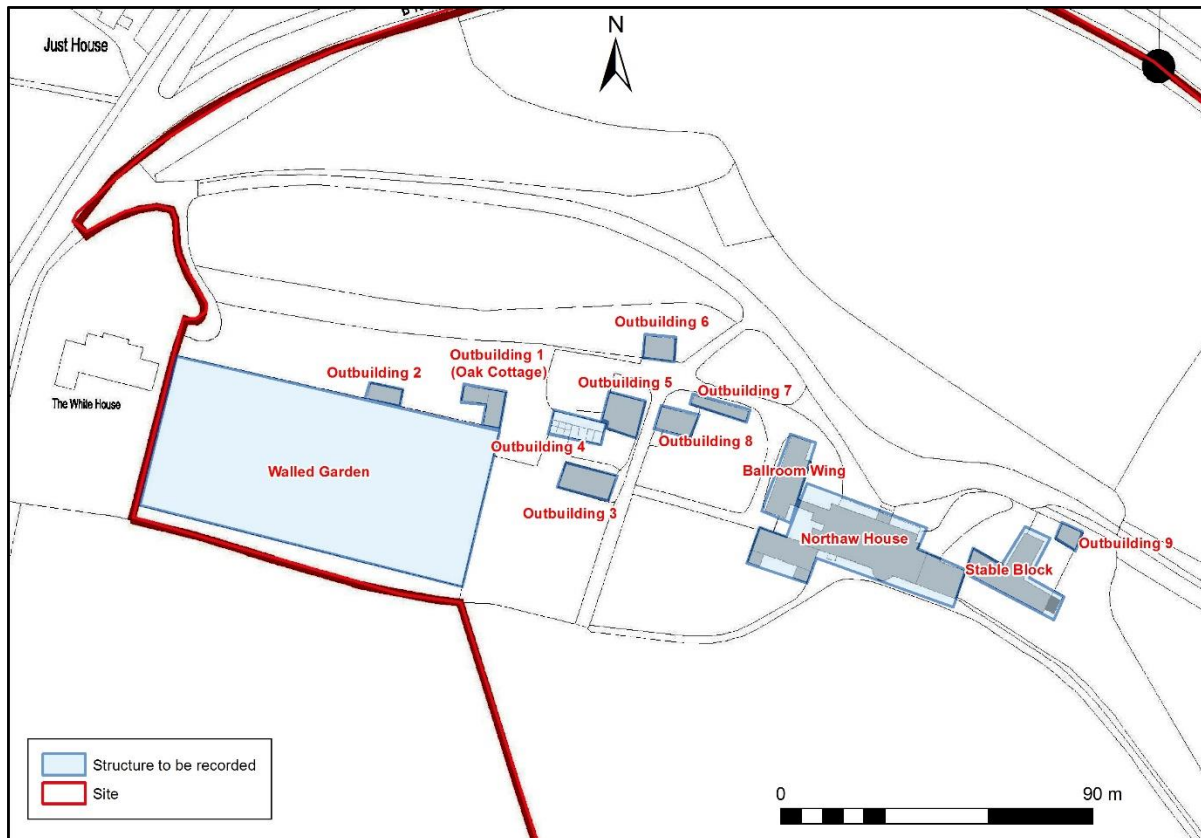 Just House
N
Outbuilding 6
Outbuilding 1
(Oak Cottage)
Outbuilding 2
Outbuilding 5
Outbuilding 7
The White House
Outbuilding 4
Outbuilding 8
Walled Garden
Ballroom Wing
Outbuilding 3
Northaw House
Outbuilding 9
Stable Block
Structure to be recorded
Site
0
90 m